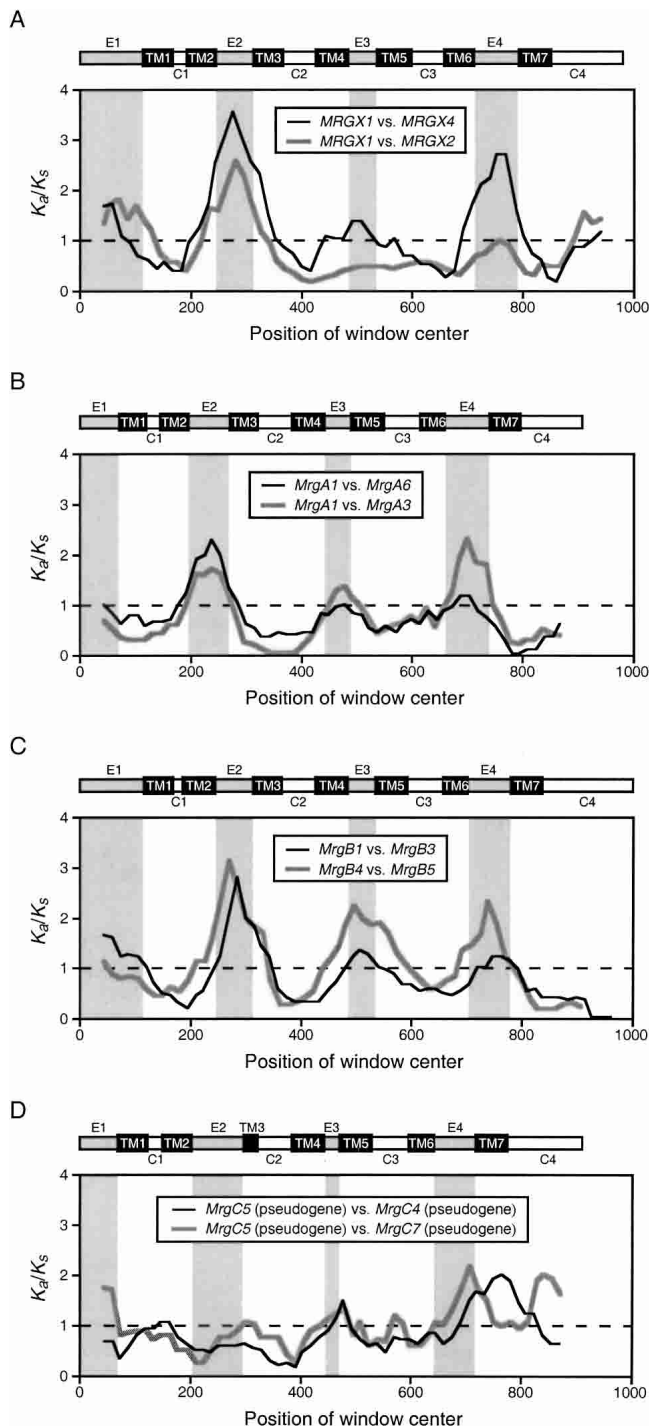 A
E1 E2 E3 E4
TM1 TM2 TM3 TM4 TM5 TM6 TM7
C1 C2 C3 C4
4
MRGX1 vs. MRGX4
MRGX1 vs. MRGX2
3
2
1
0
Ka/Ks
0 200 400 600 800 1000
Position of window center
B
E1 E2 E3 E4
TM1 TM2 TM3 TM4 TM5 TM6 TM7
C1 C2 C3 C4
4
MrgA1 vs. MrgA6
MrgA1 vs. MrgA3
3
2
1
0
Ka/Ks
0 200 400 600 800 1000
Position of window center
C
E1 E2 E3 E4
TM1 TM2 TM3 TM4 TM5 TM6 TM7
C1 C2 C3 C4
4
MrgB1 vs. MrgB3
MrgB4 vs. MrgB5
3
2
1
0
Ka/Ks
0 200 400 600 800 1000
Position of window center
D
E1 E2 TM3 E3 E4
TM1 TM2 TM4 TM5 TM6 TM7
C1 C2 C3 C4
4
MrgC5 (pseudogene) vs. MrgC4 (pseudogene)
MrgC5 (pseudogene) vs. MrgC7 (pseudogene)
3
2
1
0
Ka/Ks
0 200 400 600 800 1000
Position of window center